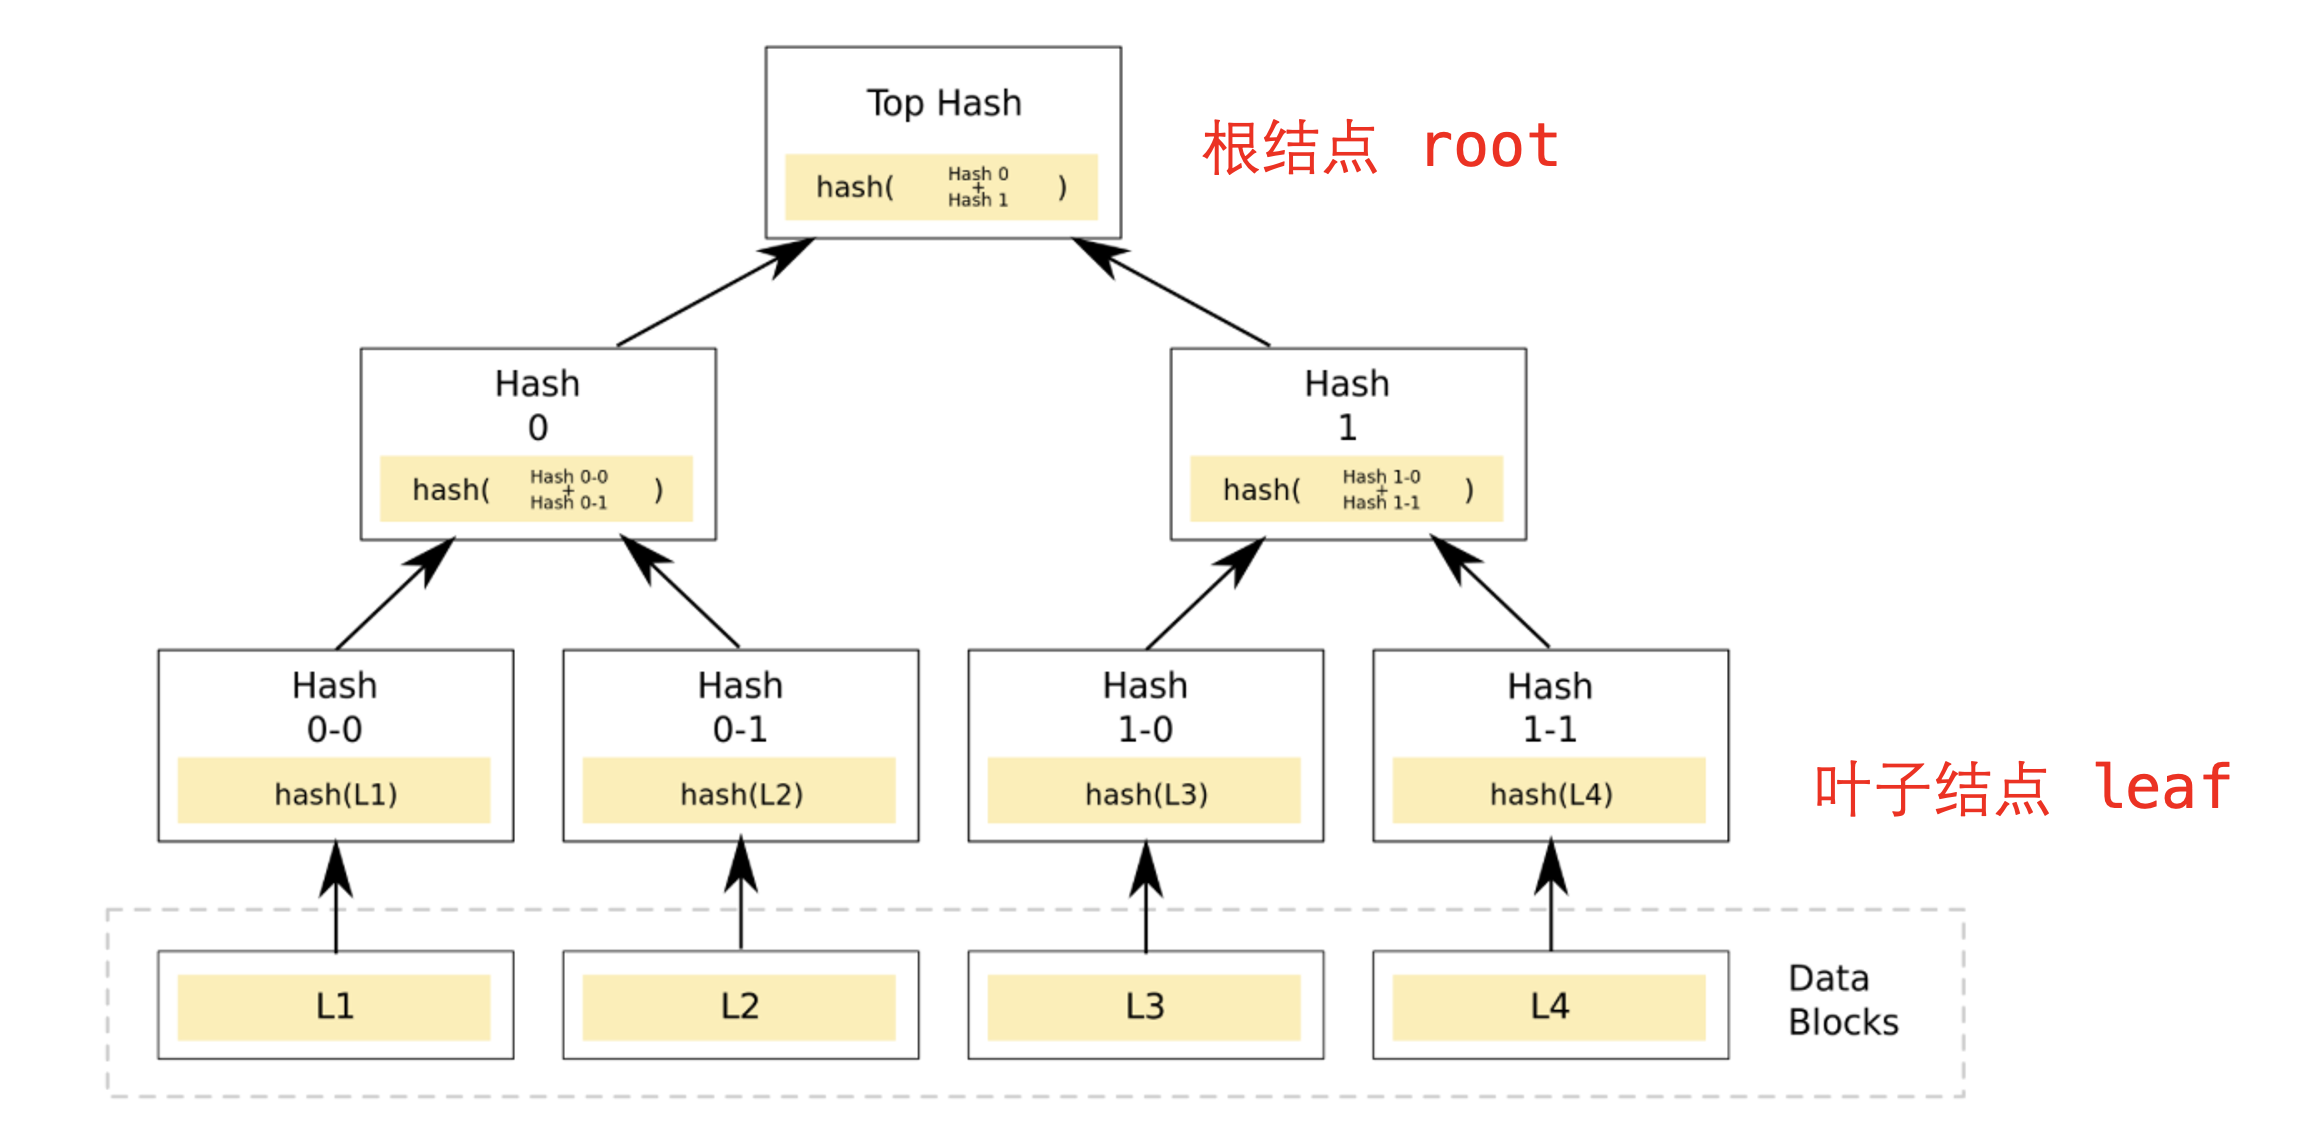 Top Hash
hash( Hash 0 + Hash 1 )
根结点 root
Hash
0
hash( Hash 0-0 + Hash 0-1 )
Hash
1
hash( Hash 1-0 + Hash 1-1 )
Hash
0-0
hash(L1)
Hash
0-1
hash(L2)
Hash
1-0
hash(L3)
Hash
1-1
hash(L4)
叶子结点 leaf
L1
L2
L3
L4
Data
Blocks